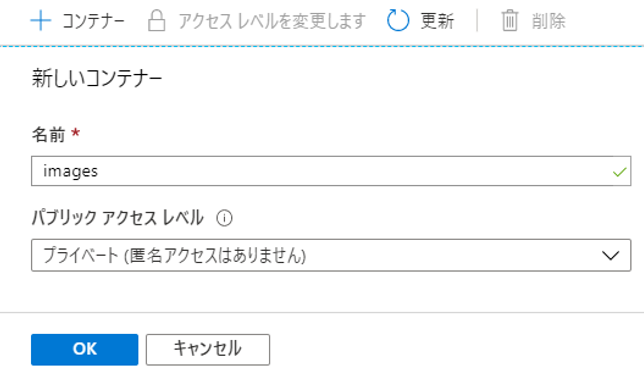 コンテナー アクセス レベルを変更します 更新 削除
新しいコンテナー
名前 *
images
パブリック アクセス レベル
プライベート (匿名アクセスはありません)
OK キャンセル